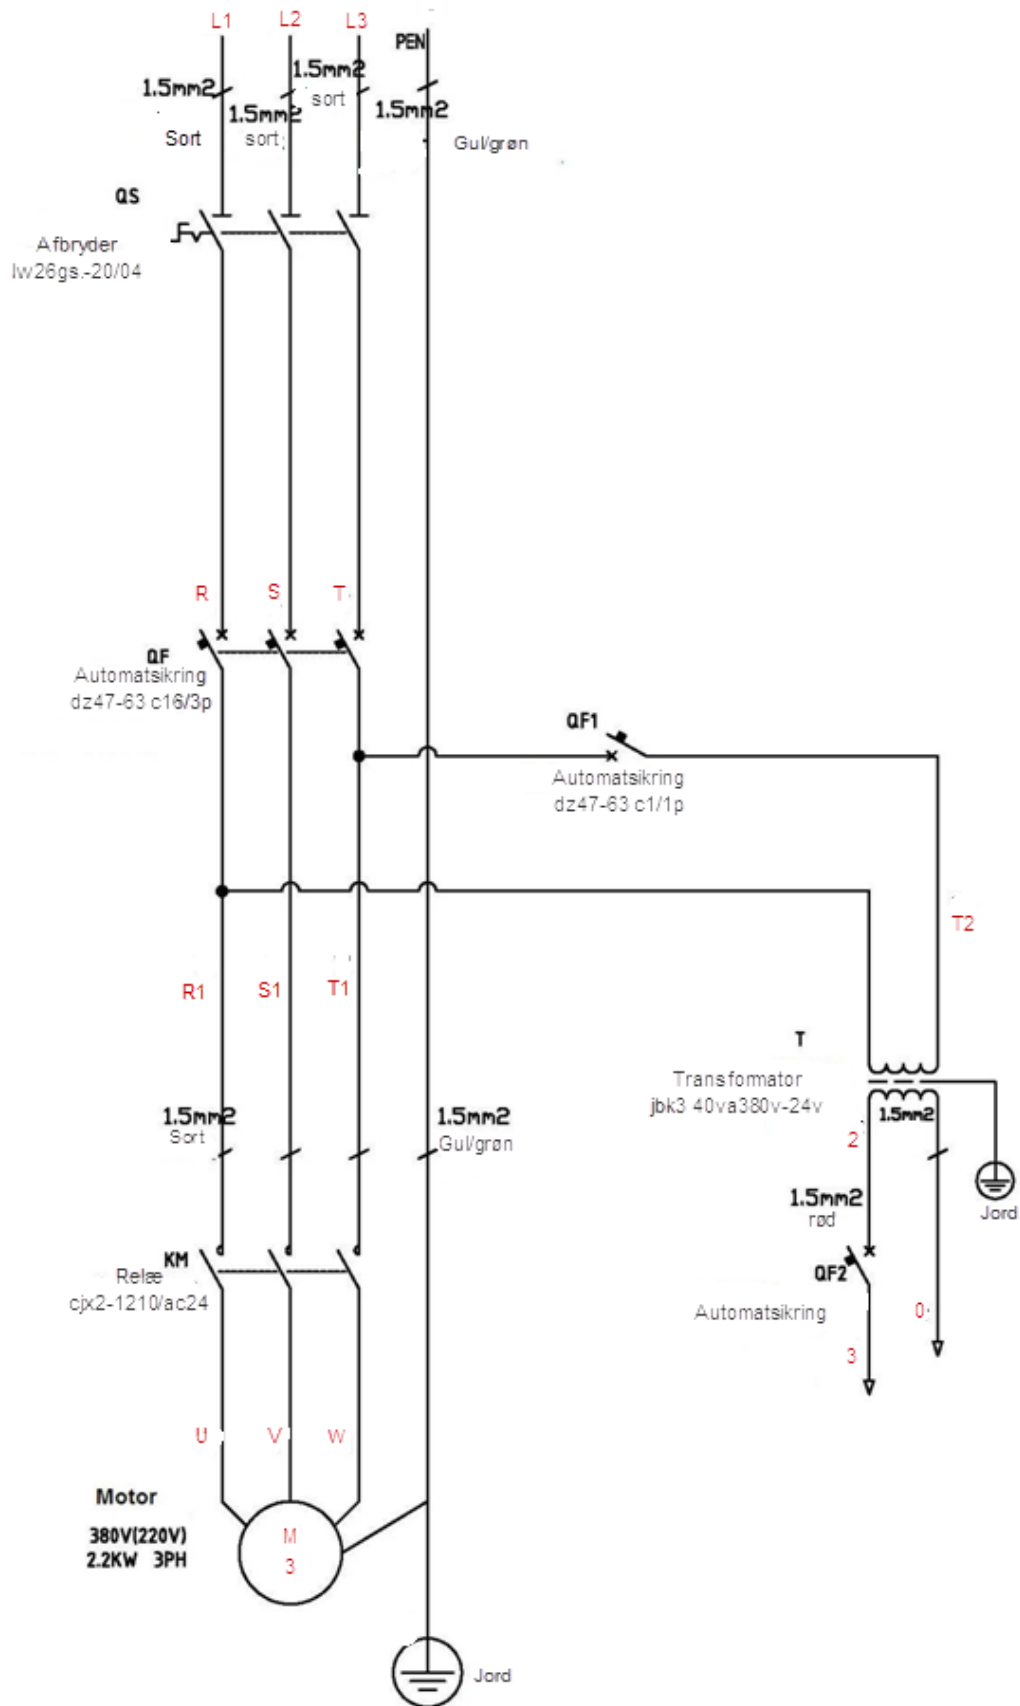 L1
L2
L3
PEN
1.5mm2
sort
1.5mm2
1.5mm2
sort
1.5mm2
Sort
Gul/grøn
QS
Afbryder
lw26gs.-20/04
R
S
T
QF
Automatsikring
dz47-63 c16/3p
QF1
Automatsikring
dz47-63 c1/1p
T2
R1
S1
T1
T
Transformator
jbk3 40va380v-24v
1.5mm2
Sort
1.5mm2
Gul/grøn
1.5mm2
2
1.5mm2
rød
Jord
KM
Relæ
cjx2-1210/ac24
QF2
Automatsikring
0
3
U
V
W
Motor
380V(220V)
2.2KW 3PH
M
3
Jord